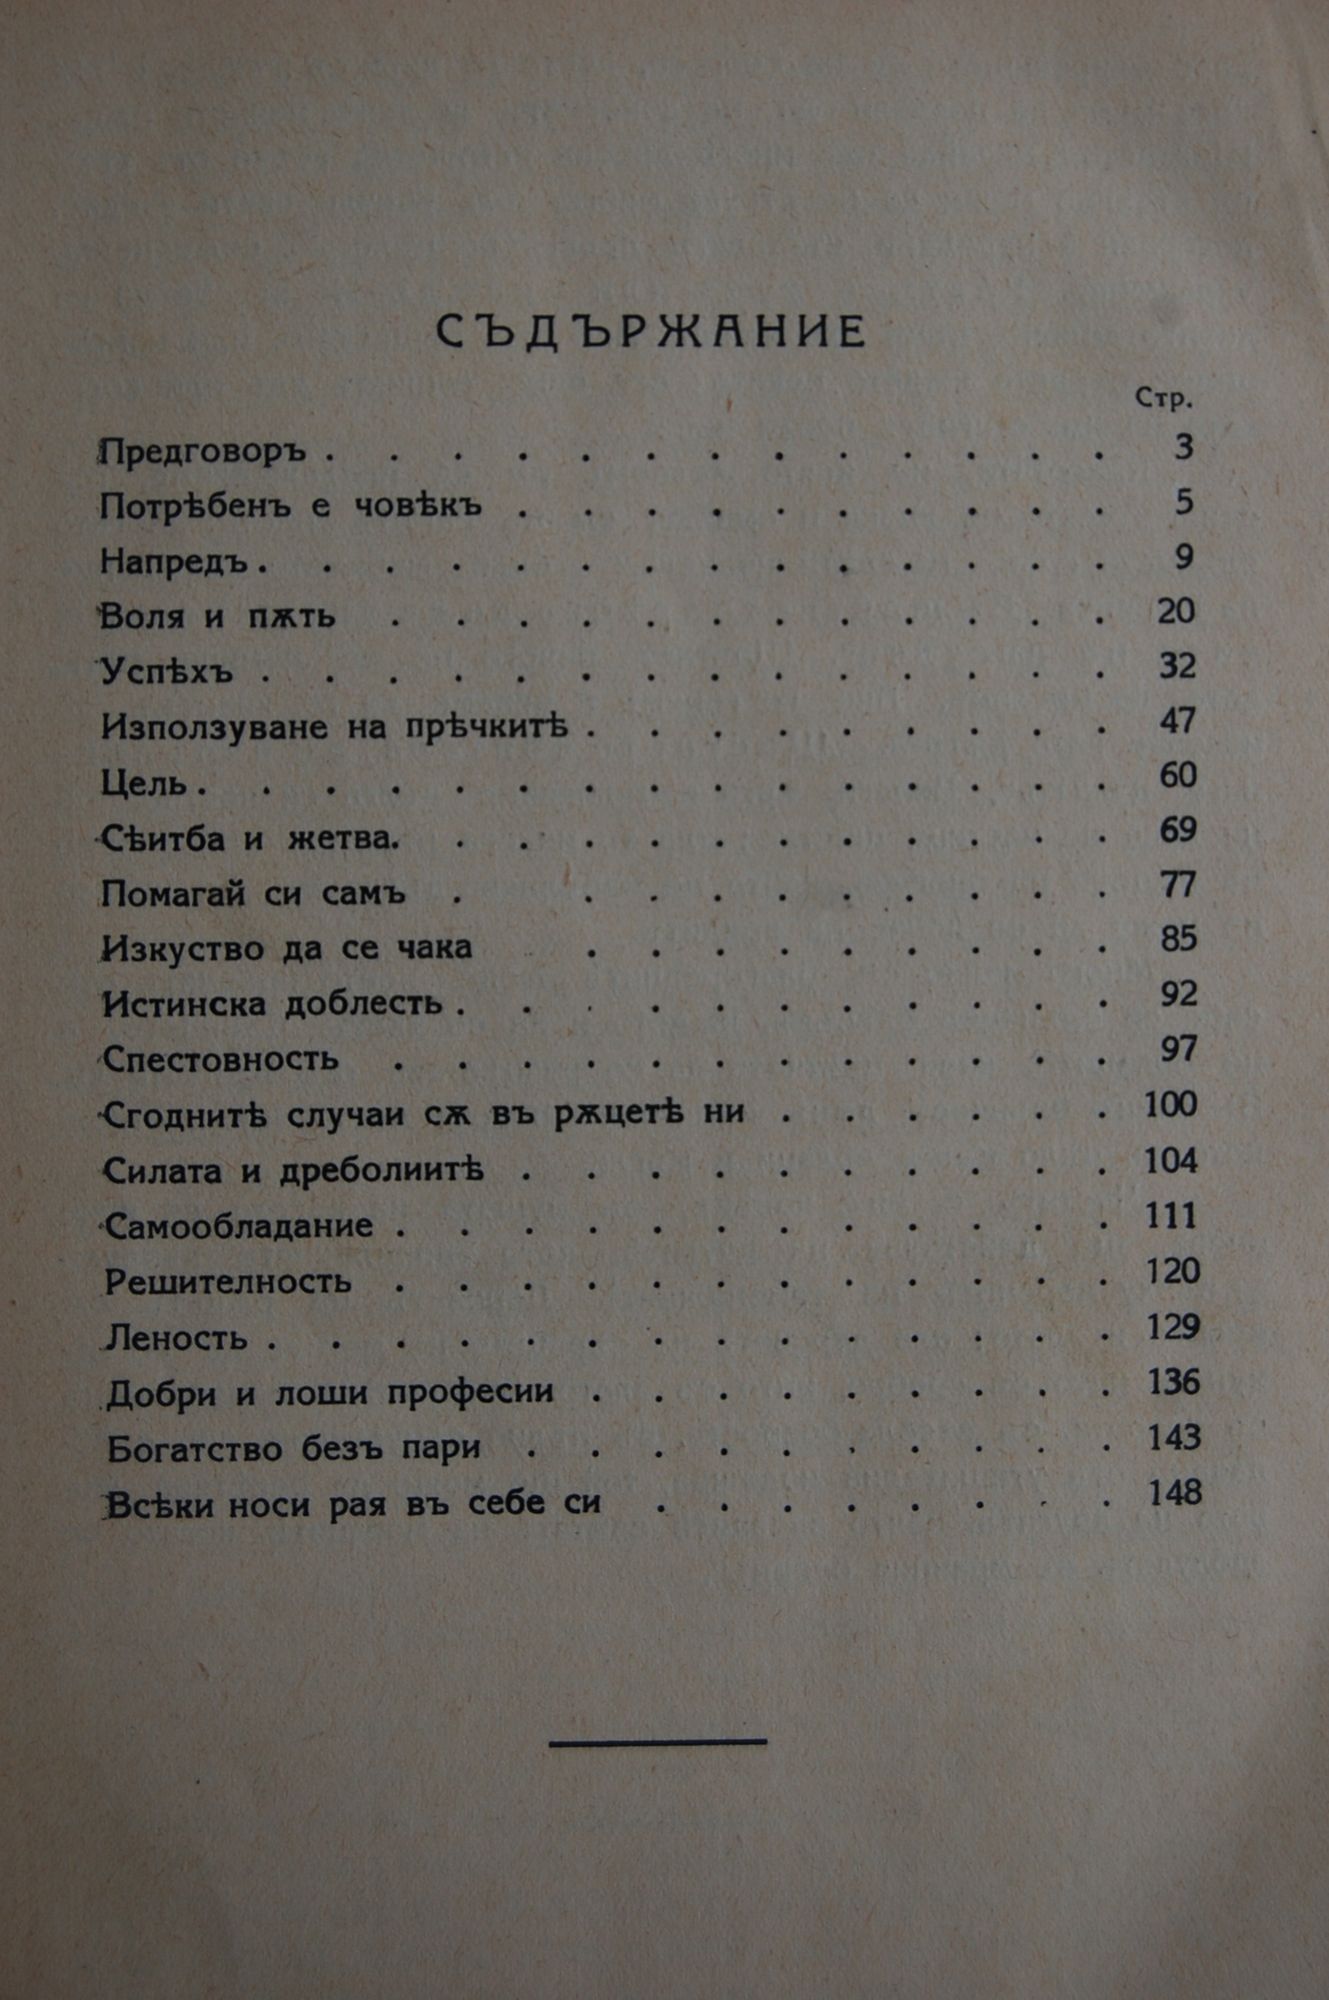 СЪДЪРЖАНИЕ
Стр.
Предговоръ . . . . . . . . . . . . . 3
Потрѣбенъ е човѣкъ . . . . . . . . . . 5
Напредъ . . . . . . . . . . . . . . 9
Воля и пѫть . . . . . . . . . . . . 20
Успѣхъ . . . . . . . . . . . . . . 32
Използуване на прѣчкитѣ . . . . . . . . . 47
Цель . . . . . . . . . . . . . . . 60
Сѣитба и жетва. . . . . . . . . . . . 69
Помагай си самъ . . . . . . . . . . 77
Изкуство да се чака . . . . . . . . . 85
Истинска доблесть . . . . . . . . . . . 92
Спестовность . . . . . . . . . . . . 97
Сгоднитѣ случаи сѫ въ рѫцетѣ ни . . . . . . 100
Силата и дреболиитѣ . . . . . . . . . . 104
Самообладание . . . . . . . . . . . . 111
Решителность . . . . . . . . . . . . 120
Леность . . . . . . . . . . . . . . 129
Добри и лоши професии . . . . . . . . . 136
Богатство безъ пари . . . . . . . . . . 143
Всѣки носи рая въ себе си . . . . . . . . 148